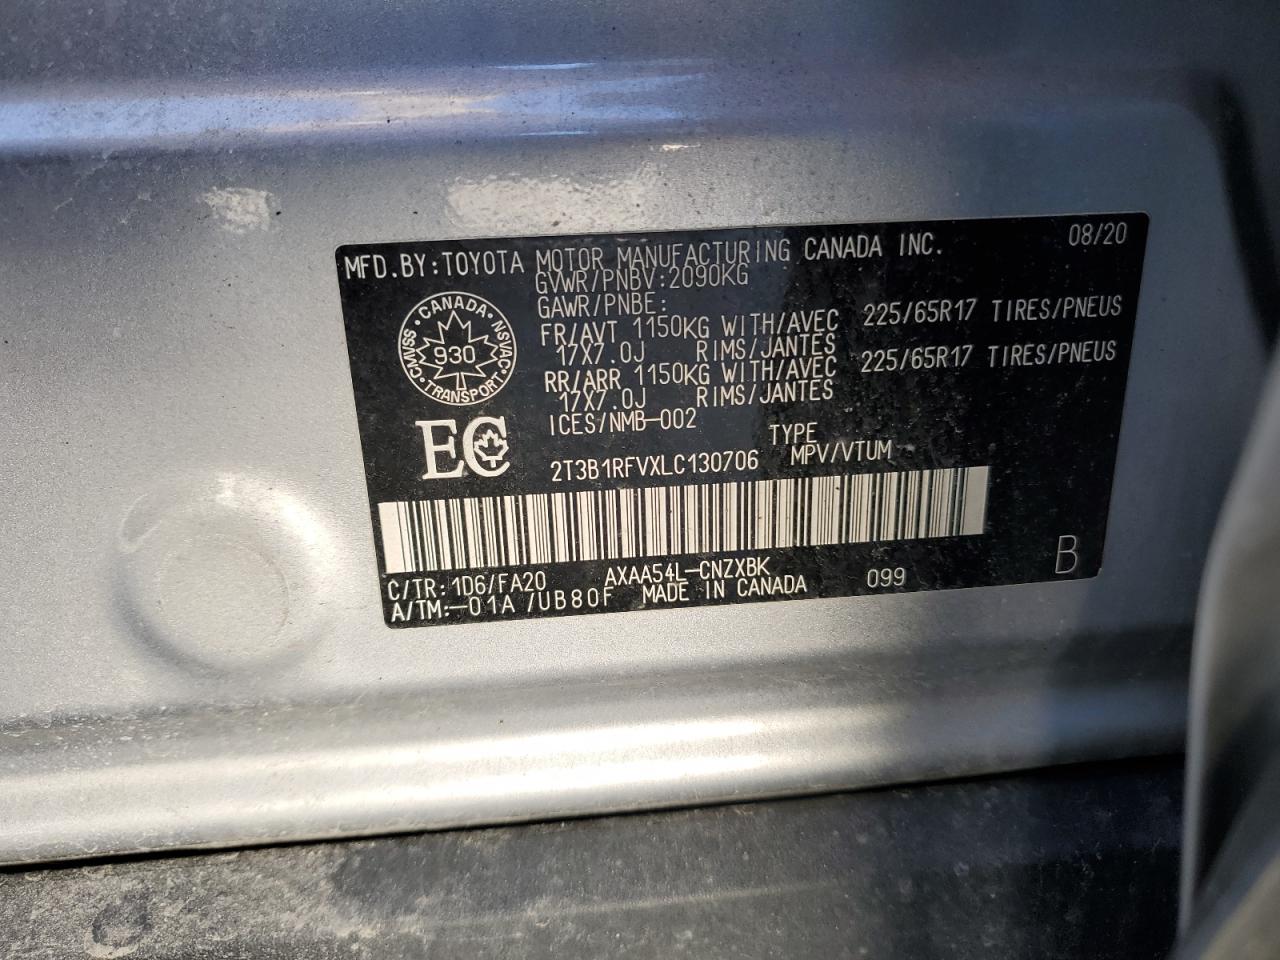 MFD.BY:TOYOTA MOTOR MANUFACTURING CANADA INC. 08/20
GVWR/PNBV:2090KG
GAWR/PNBE:
FR/AVT 1150KG WITH/AVEC 225/65R17 TIRES/PNEUS
17X7.0J RIMS/JANTES
RR/ARR 1150KG WITH/AVEC 225/65R17 TIRES/PNEUS
17X7.0J RIMS/JANTES
ICES/NMB-002
CANADA
CMVSS 930 NSVAC
TRANSPORT
EC
TYPE
2T3B1RFVXLC130706 MPV/VTUM
C/TR:1D6/FA20 AXAA54L-CNZXBK 099 B
A/TM:-01A/UB80F MADE IN CANADA